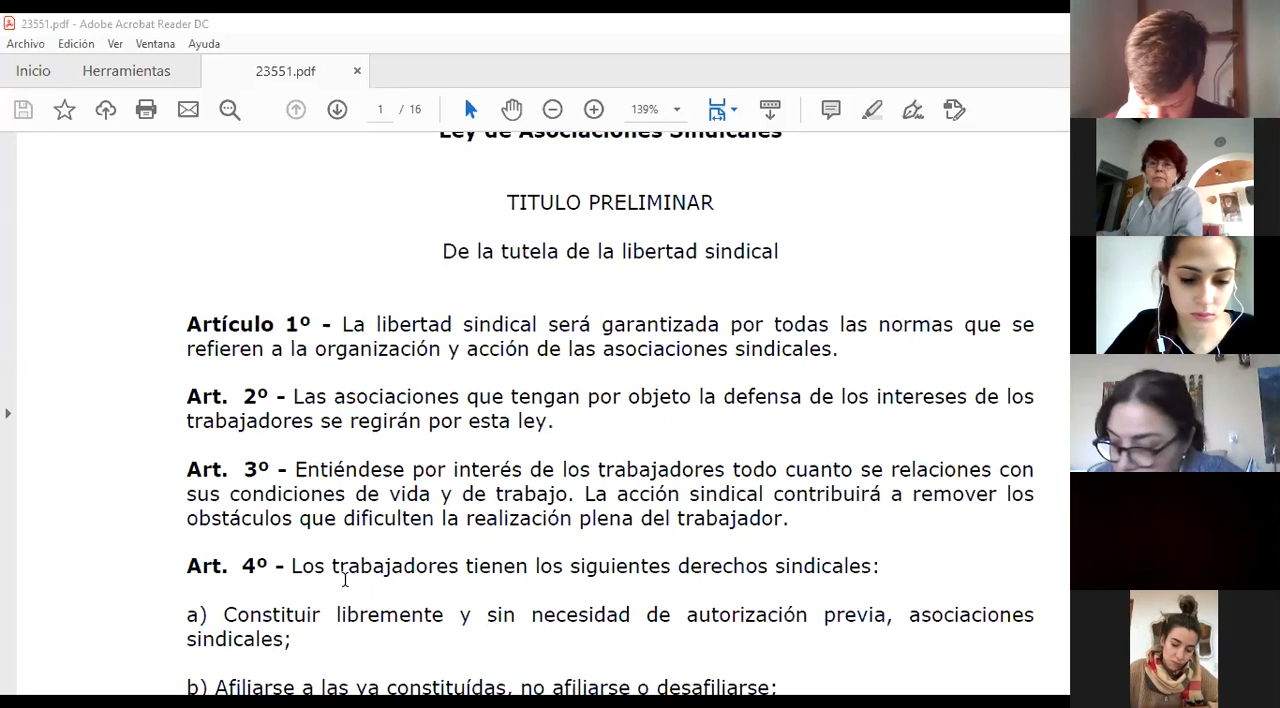 23551.pdf - Adobe Acrobat Reader DC
Archivo Edición Ver Ventana Ayuda
Inicio Herramientas 23551.pdf ×
1 / 16 139%
Ley de Asociaciones Sindicales
TITULO PRELIMINAR
De la tutela de la libertad sindical
Artículo 1º - La libertad sindical será garantizada por todas las normas que se
refieren a la organización y acción de las asociaciones sindicales.
Art. 2º - Las asociaciones que tengan por objeto la defensa de los intereses de los
trabajadores se regirán por esta ley.
Art. 3º - Entiéndese por interés de los trabajadores todo cuanto se relaciones con
sus condiciones de vida y de trabajo. La acción sindical contribuirá a remover los
obstáculos que dificulten la realización plena del trabajador.
Art. 4º - Los trabajadores tienen los siguientes derechos sindicales:
a) Constituir libremente y sin necesidad de autorización previa, asociaciones
sindicales;
b) Afiliarse a las ya constituídas, no afiliarse o desafiliarse;